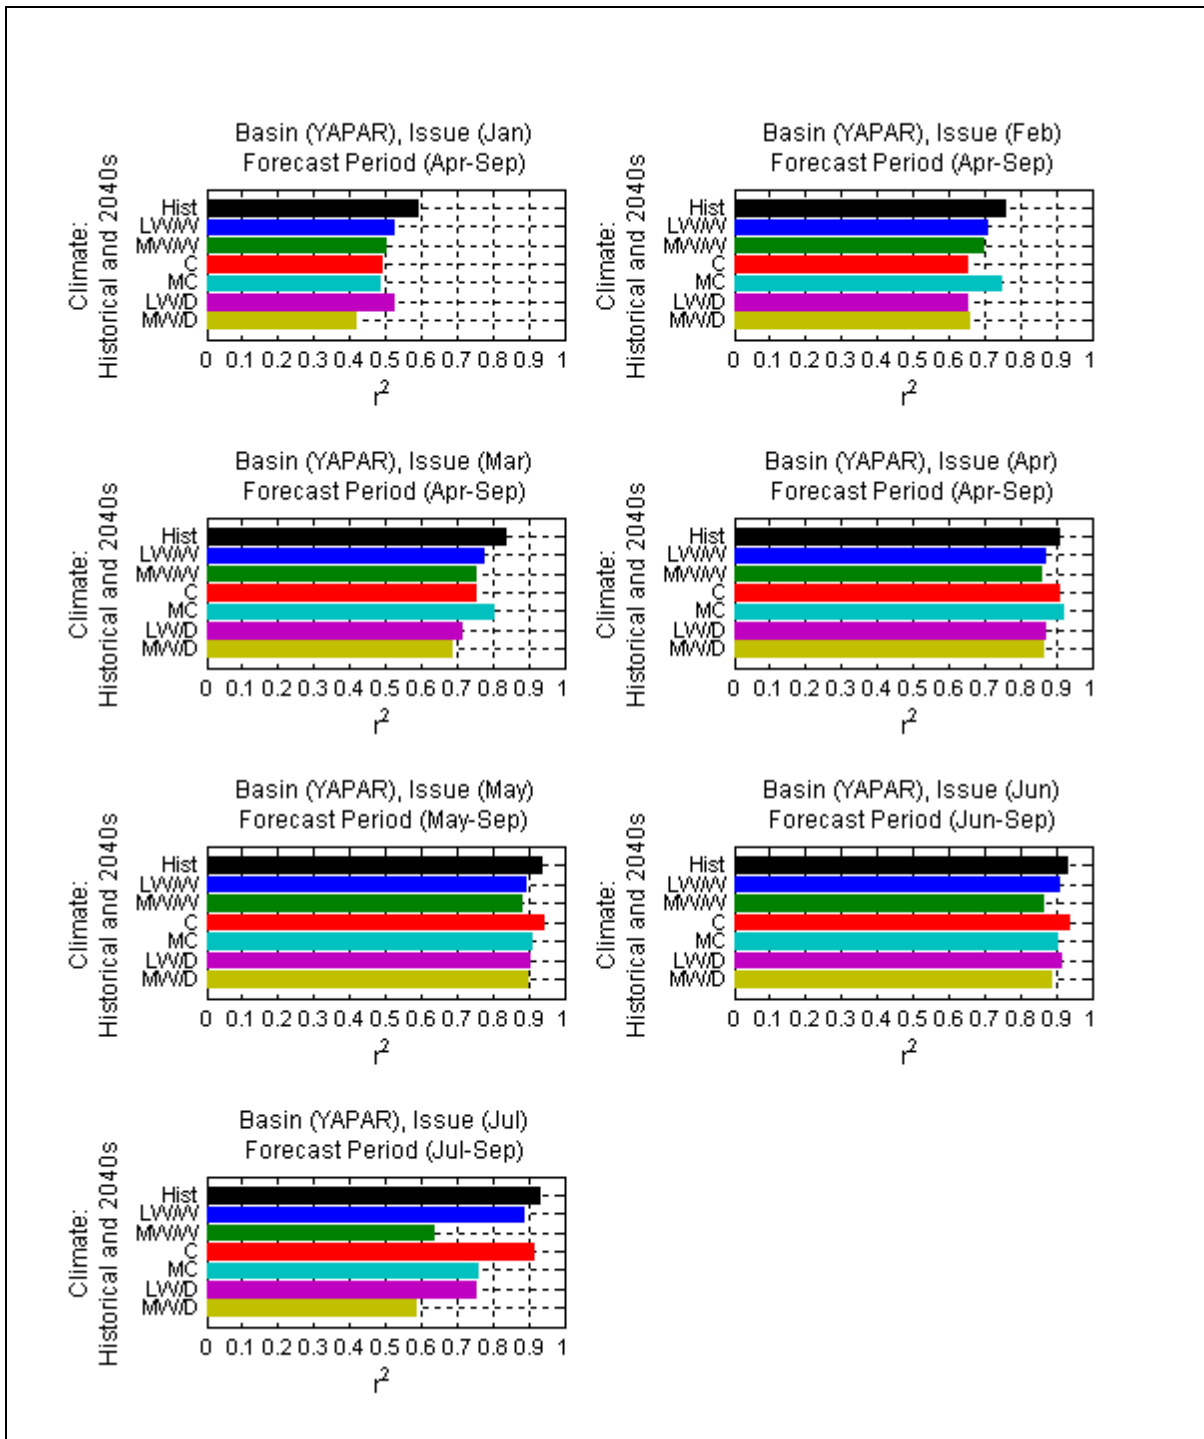 Basin (YAPAR), Issue (Jan)
Forecast Period (Apr-Sep)
Climate:
Historical and 2040s
Hist
LW/W
MW/W
C
MC
LW/D
MW/D
0 0.1 0.2 0.3 0.4 0.5 0.6 0.7 0.8 0.9 1
r²
Basin (YAPAR), Issue (Feb)
Forecast Period (Apr-Sep)
Climate:
Historical and 2040s
Hist
LW/W
MW/W
C
MC
LW/D
MW/D
0 0.1 0.2 0.3 0.4 0.5 0.6 0.7 0.8 0.9 1
r²
Basin (YAPAR), Issue (Mar)
Forecast Period (Apr-Sep)
Climate:
Historical and 2040s
Hist
LW/W
MW/W
C
MC
LW/D
MW/D
0 0.1 0.2 0.3 0.4 0.5 0.6 0.7 0.8 0.9 1
r²
Basin (YAPAR), Issue (Apr)
Forecast Period (Apr-Sep)
Climate:
Historical and 2040s
Hist
LW/W
MW/W
C
MC
LW/D
MW/D
0 0.1 0.2 0.3 0.4 0.5 0.6 0.7 0.8 0.9 1
r²
Basin (YAPAR), Issue (May)
Forecast Period (May-Sep)
Climate:
Historical and 2040s
Hist
LW/W
MW/W
C
MC
LW/D
MW/D
0 0.1 0.2 0.3 0.4 0.5 0.6 0.7 0.8 0.9 1
r²
Basin (YAPAR), Issue (Jun)
Forecast Period (Jun-Sep)
Climate:
Historical and 2040s
Hist
LW/W
MW/W
C
MC
LW/D
MW/D
0 0.1 0.2 0.3 0.4 0.5 0.6 0.7 0.8 0.9 1
r²
Basin (YAPAR), Issue (Jul)
Forecast Period (Jul-Sep)
Climate:
Historical and 2040s
Hist
LW/W
MW/W
C
MC
LW/D
MW/D
0 0.1 0.2 0.3 0.4 0.5 0.6 0.7 0.8 0.9 1
r²